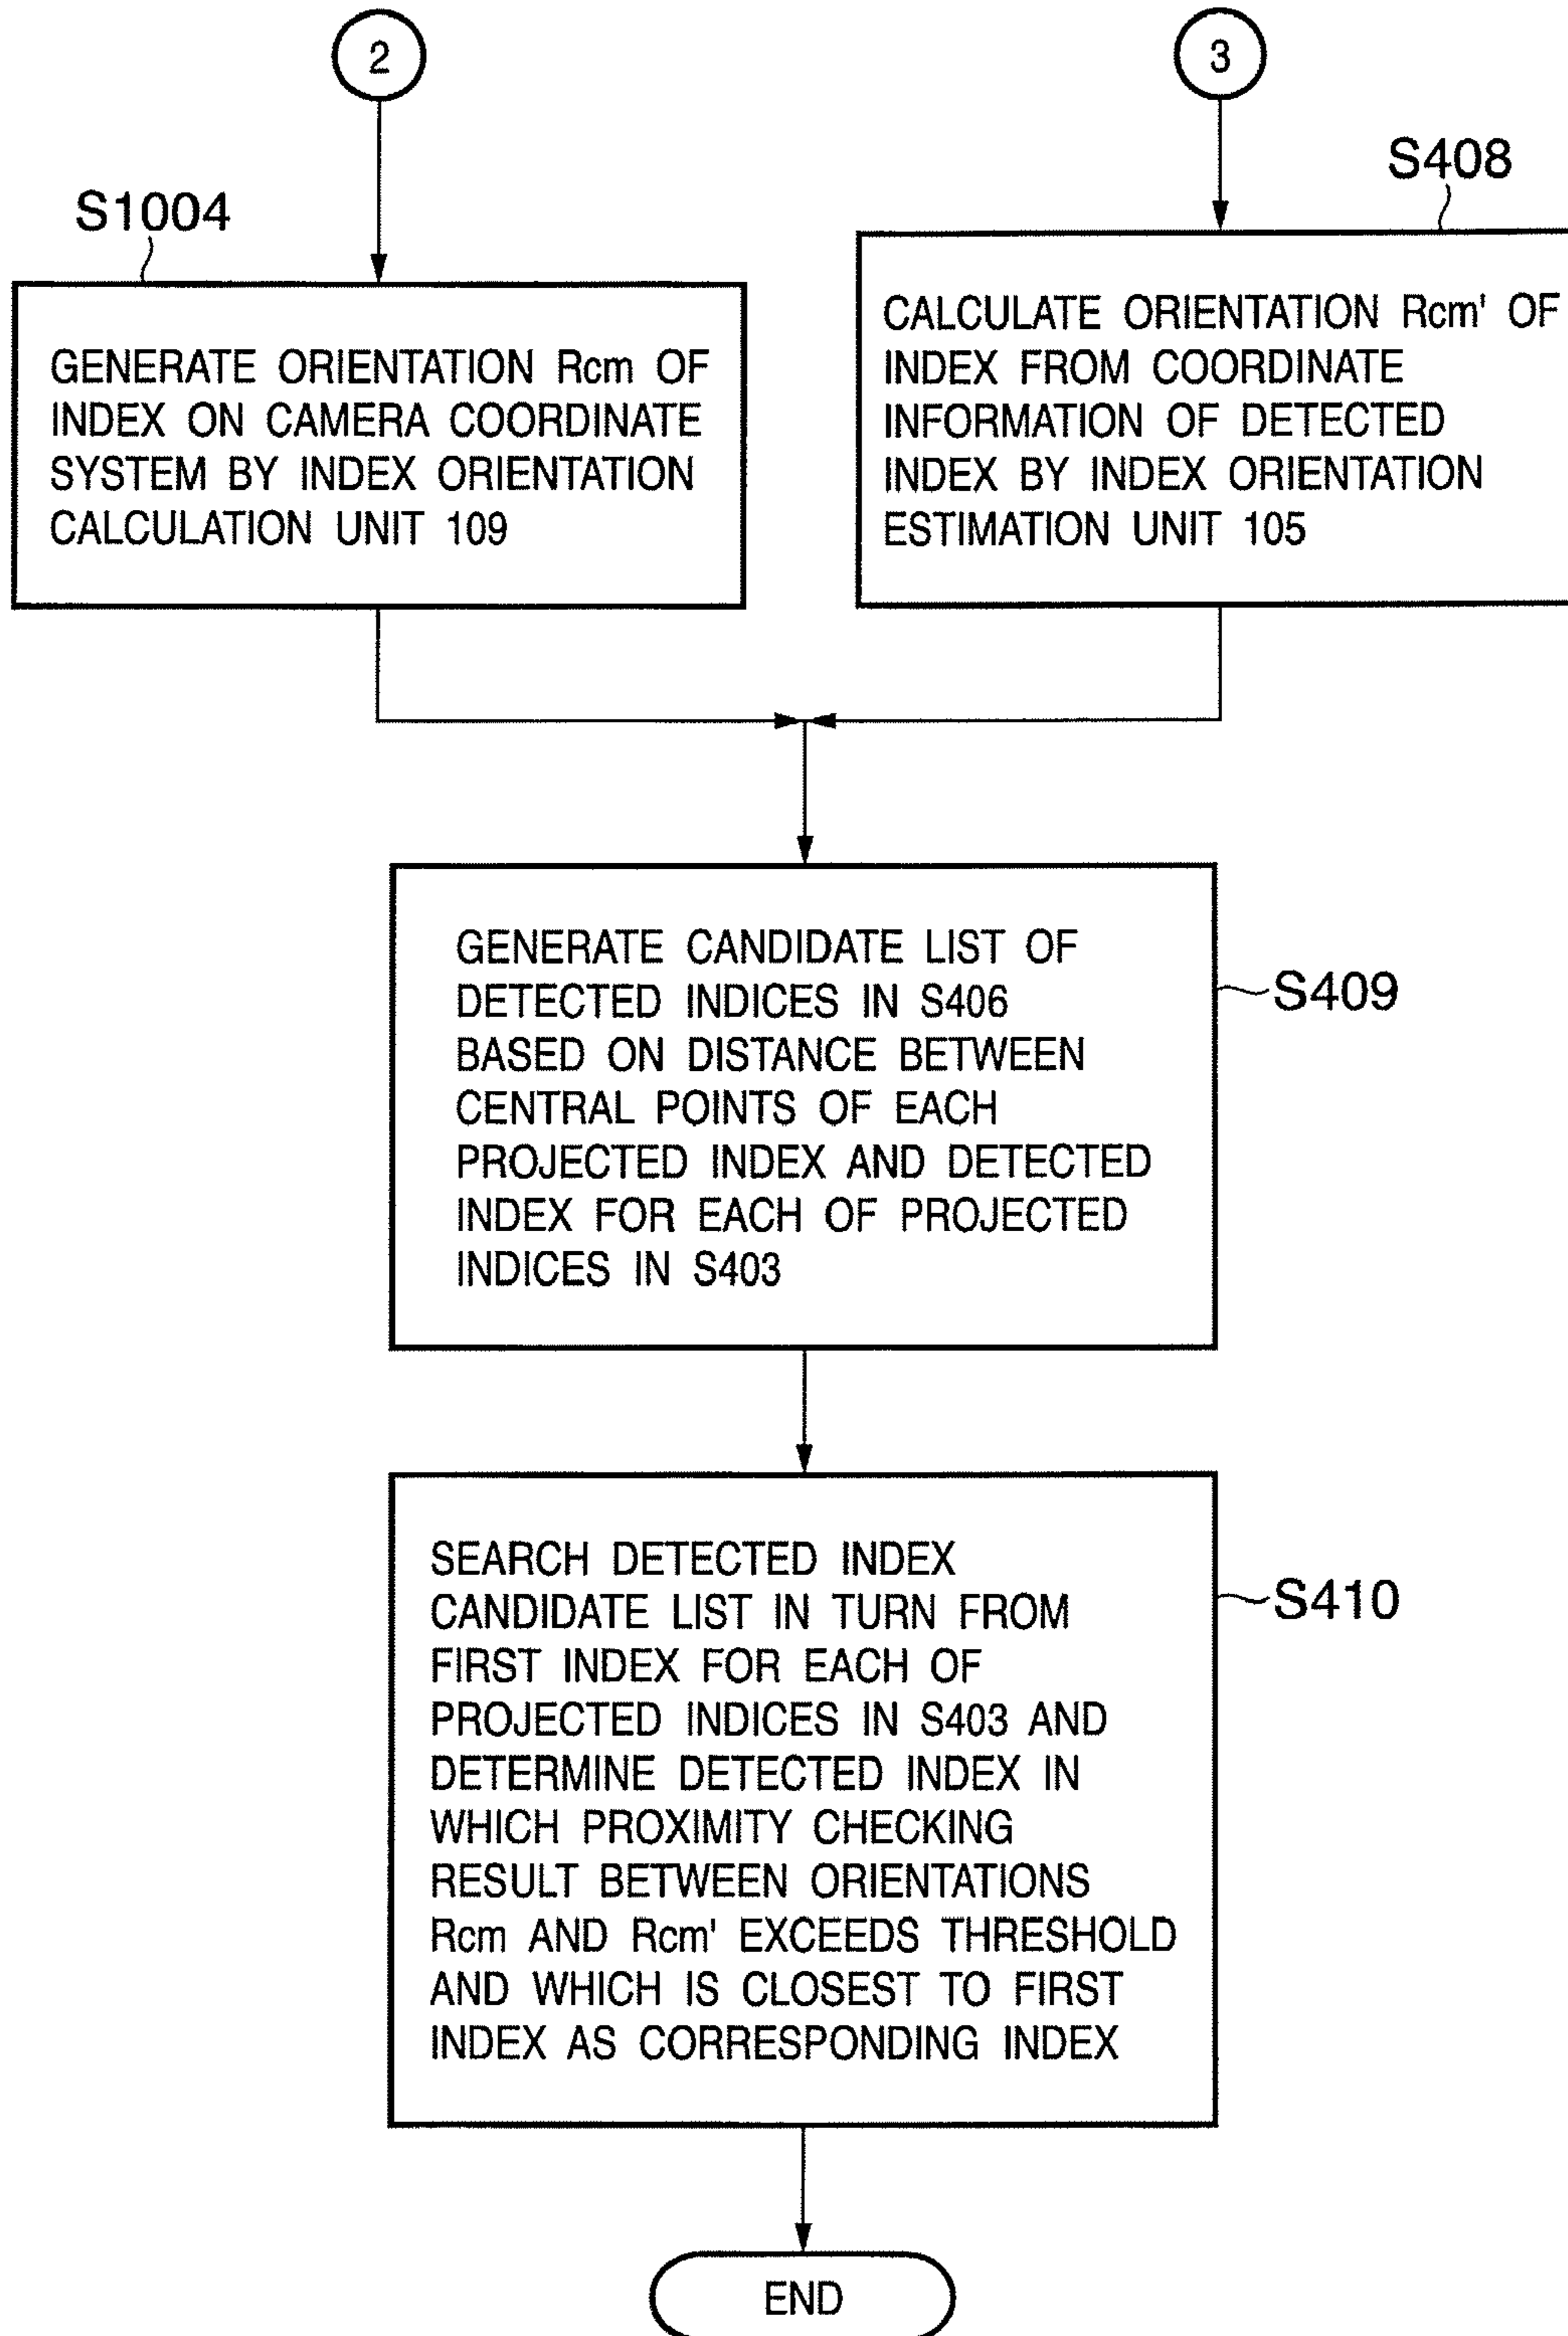 2
3
S1004
S408
GENERATE ORIENTATION Rcm OF
INDEX ON CAMERA COORDINATE
SYSTEM BY INDEX ORIENTATION
CALCULATION UNIT 109
CALCULATE ORIENTATION Rcm' OF
INDEX FROM COORDINATE
INFORMATION OF DETECTED
INDEX BY INDEX ORIENTATION
ESTIMATION UNIT 105
GENERATE CANDIDATE LIST OF
DETECTED INDICES IN S406
BASED ON DISTANCE BETWEEN
CENTRAL POINTS OF EACH
PROJECTED INDEX AND DETECTED
INDEX FOR EACH OF PROJECTED
INDICES IN S403
S409
SEARCH DETECTED INDEX
CANDIDATE LIST IN TURN FROM
FIRST INDEX FOR EACH OF
PROJECTED INDICES IN S403 AND
DETERMINE DETECTED INDEX IN
WHICH PROXIMITY CHECKING
RESULT BETWEEN ORIENTATIONS
Rcm AND Rcm' EXCEEDS THRESHOLD
AND WHICH IS CLOSEST TO FIRST
INDEX AS CORRESPONDING INDEX
S410
END